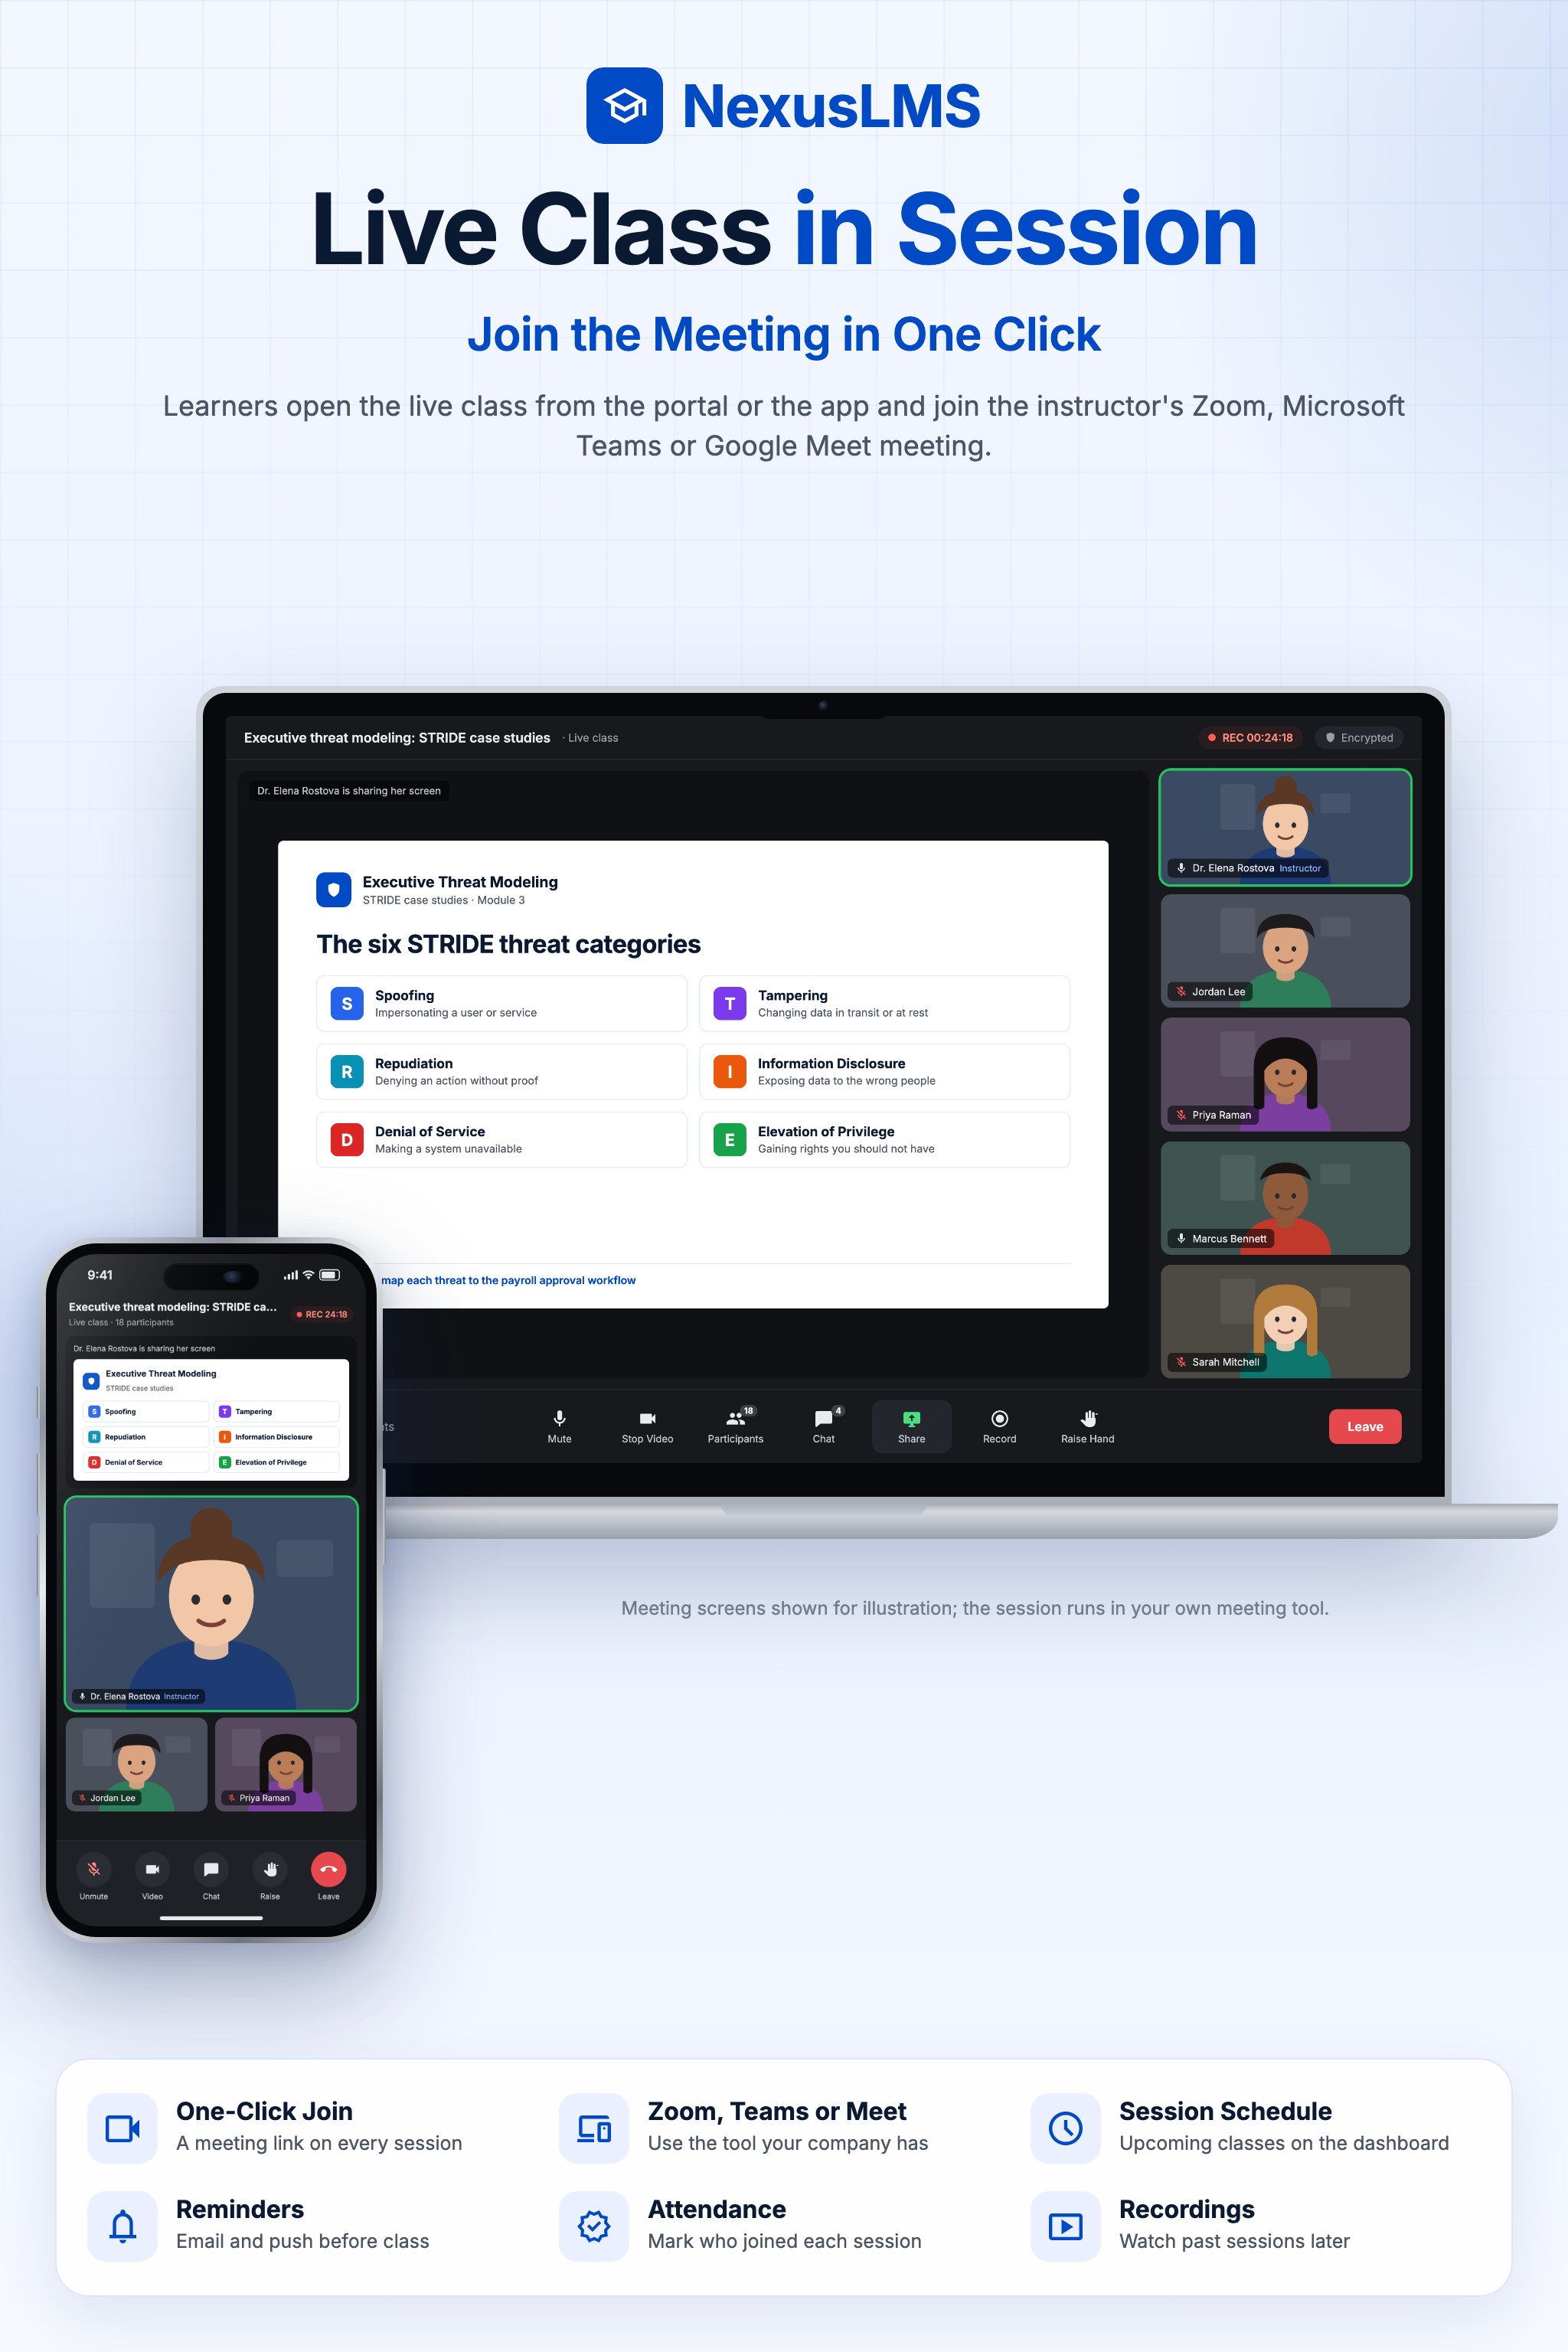 NexusLMS
Live Class in Session
Join the Meeting in One Click
Learners open the live class from the portal or the app and join the instructor's Zoom, Microsoft
Teams or Google Meet meeting.
Executive threat modeling: STRIDE case studies · Live class
REC 00:24:18
Encrypted
Dr. Elena Rostova is sharing her screen
Executive Threat Modeling
STRIDE case studies · Module 3
The six STRIDE threat categories
S
Spoofing
Impersonating a user or service
T
Tampering
Changing data in transit or at rest
R
Repudiation
Denying an action without proof
I
Information Disclosure
Exposing data to the wrong people
D
Denial of Service
Making a system unavailable
E
Elevation of Privilege
Gaining rights you should not have
map each threat to the payroll approval workflow
Dr. Elena Rostova Instructor
Jordan Lee
Priya Raman
Marcus Bennett
Sarah Mitchell
Mute
Stop Video
18
Participants
4
Chat
Share
Record
Raise Hand
Leave
9:41
Executive threat modeling: STRIDE ca...
REC 24:18
Live class · 18 participants
Dr. Elena Rostova is sharing her screen
Executive Threat Modeling
STRIDE case studies
S Spoofing
T Tampering
R Repudiation
I Information Disclosure
D Denial of Service
E Elevation of Privilege
Dr. Elena Rostova Instructor
Jordan Lee
Priya Raman
Unmute
Video
Chat
Raise
Leave
Meeting screens shown for illustration; the session runs in your own meeting tool.
One-Click Join
A meeting link on every session
Zoom, Teams or Meet
Use the tool your company has
Session Schedule
Upcoming classes on the dashboard
Reminders
Email and push before class
Attendance
Mark who joined each session
Recordings
Watch past sessions later